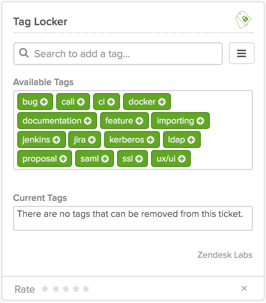 Tag Locker
Search to add a tag...
Available Tags
bug call ci docker
documentation feature importing
jenkins jira kerberos ldap
proposal saml ssl ux/ui
Current Tags
There are no tags that can be removed from this ticket.
Zendesk Labs
Rate